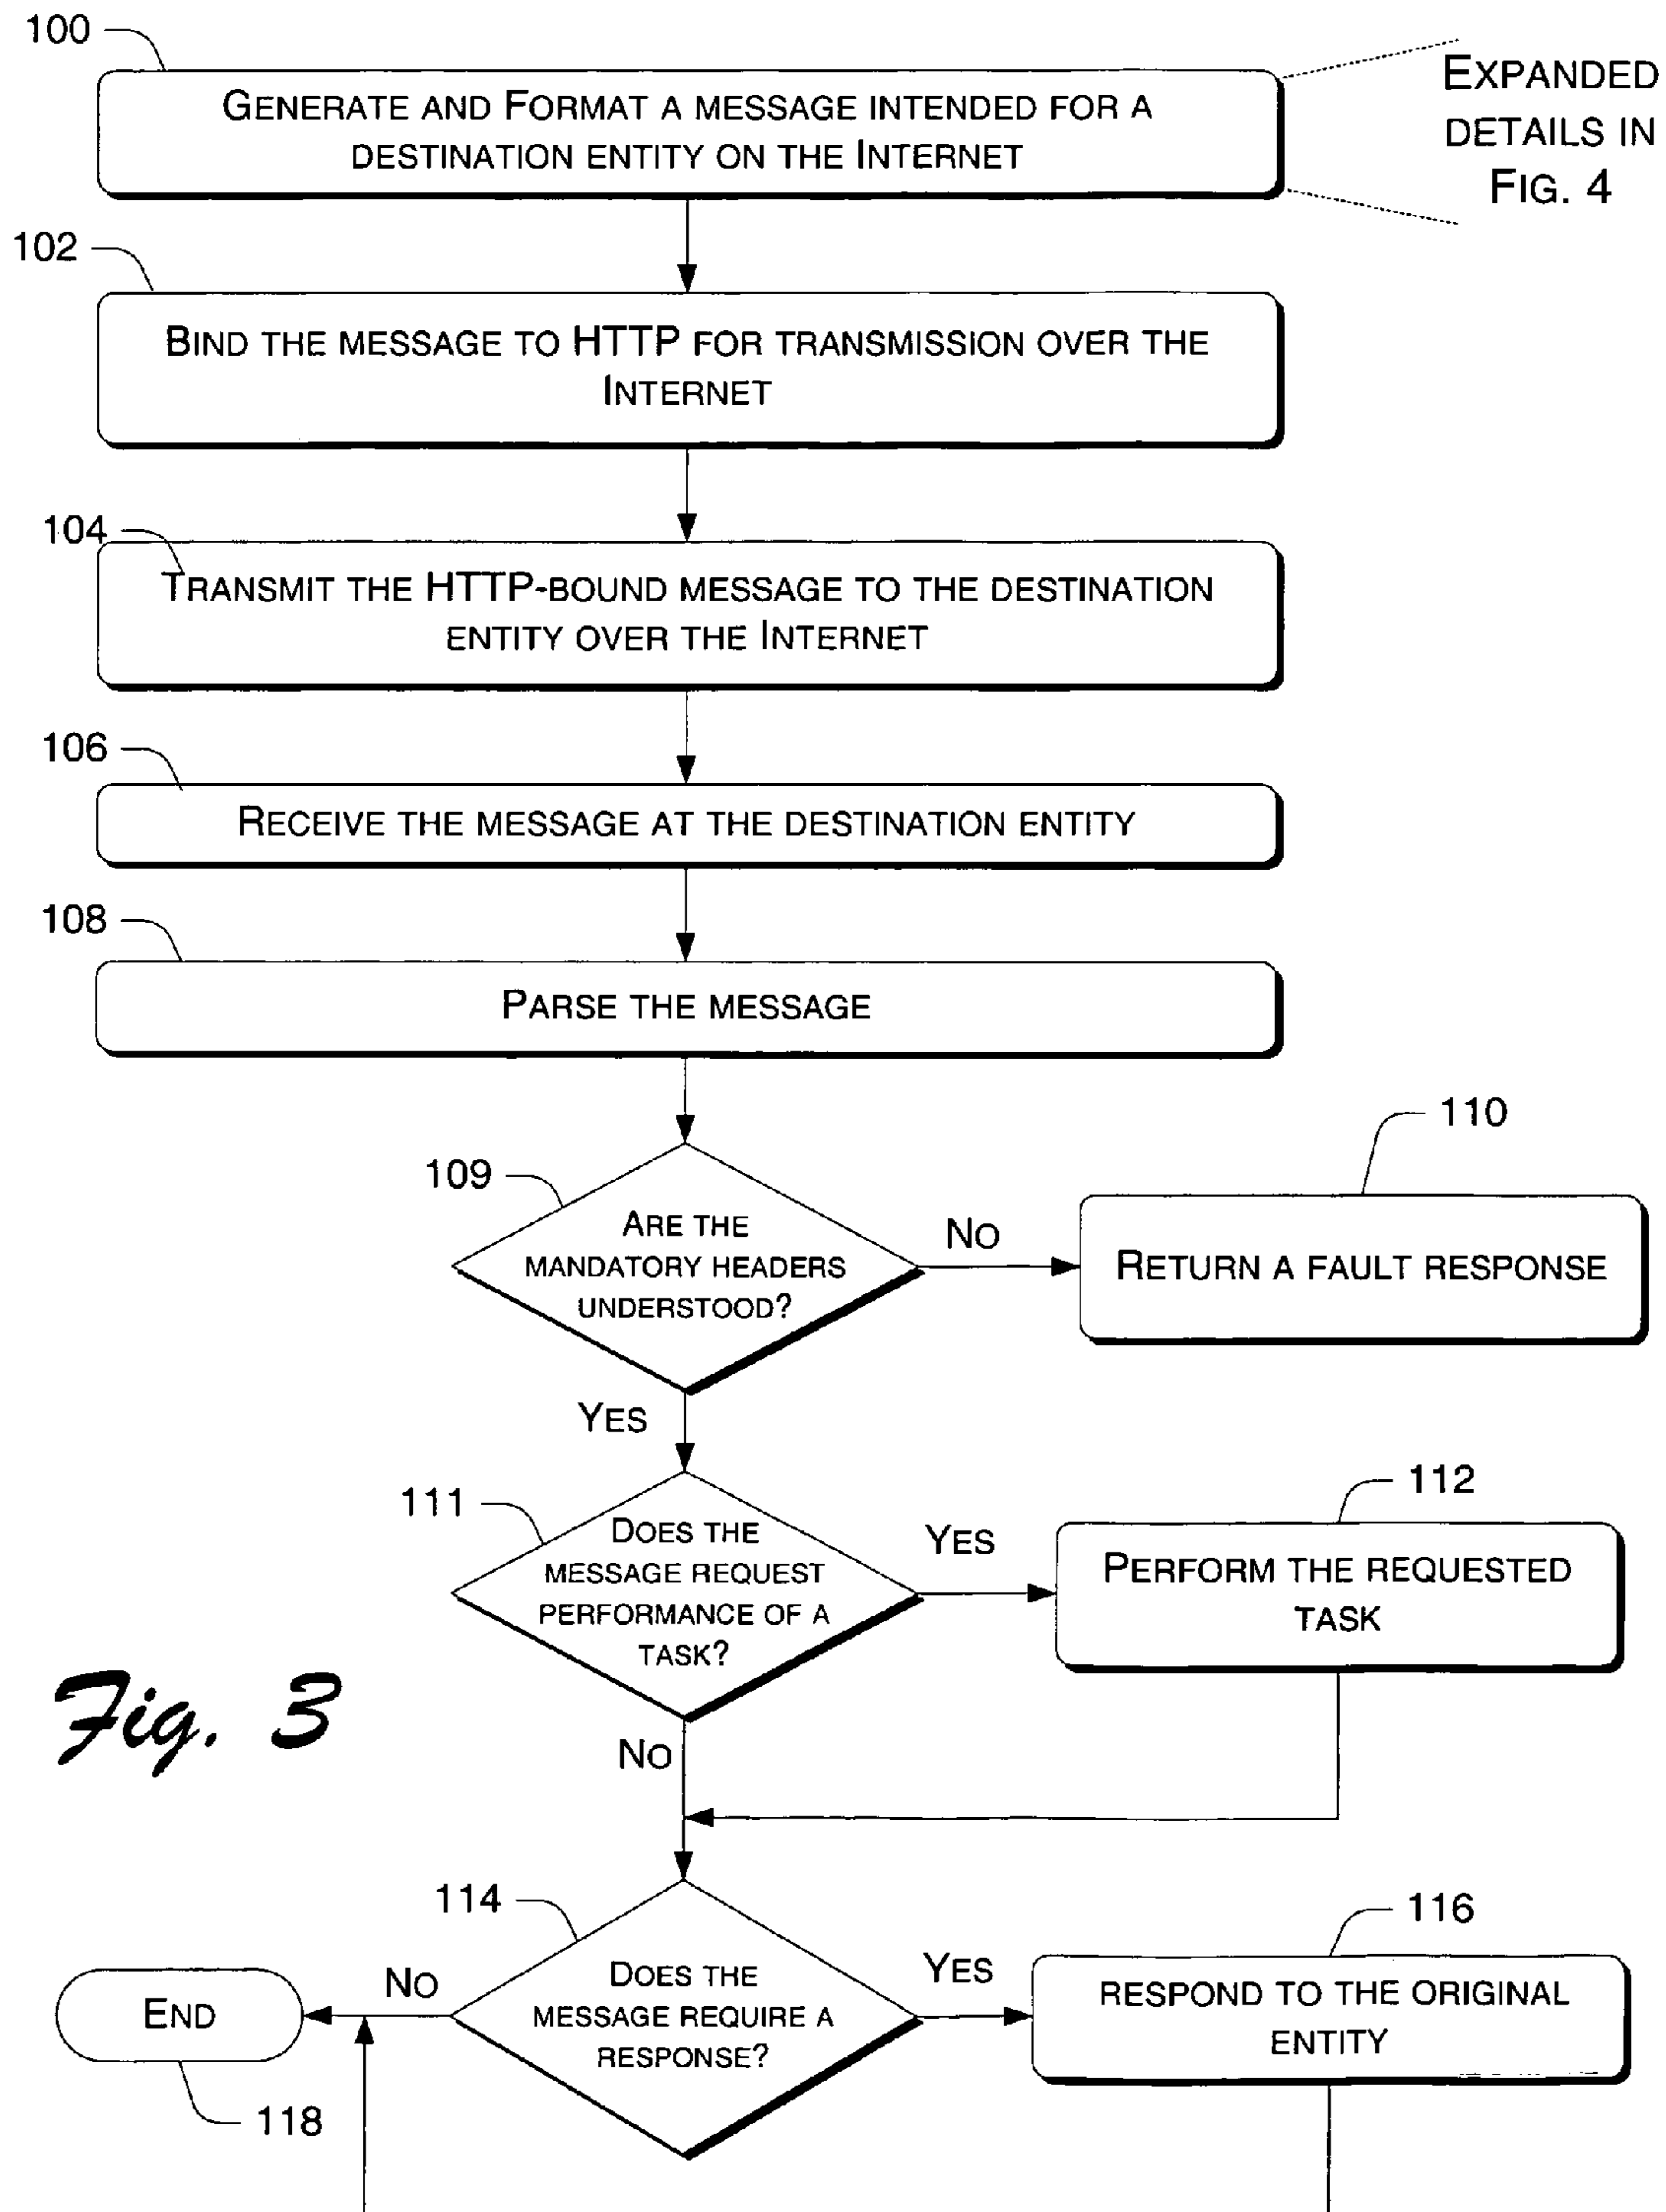 100
GENERATE AND FORMAT A MESSAGE INTENDED FOR A
DESTINATION ENTITY ON THE INTERNET
EXPANDED
DETAILS IN
FIG. 4
102
BIND THE MESSAGE TO HTTP FOR TRANSMISSION OVER THE
INTERNET
104
TRANSMIT THE HTTP-BOUND MESSAGE TO THE DESTINATION
ENTITY OVER THE INTERNET
106
RECEIVE THE MESSAGE AT THE DESTINATION ENTITY
108
PARSE THE MESSAGE
109
ARE THE
MANDATORY HEADERS
UNDERSTOOD?
NO
110
RETURN A FAULT RESPONSE
YES
111
DOES THE
MESSAGE REQUEST
PERFORMANCE OF A
TASK?
YES
112
PERFORM THE REQUESTED
TASK
Fig. 3
NO
114
DOES THE
MESSAGE REQUIRE A
RESPONSE?
YES
116
RESPOND TO THE ORIGINAL
ENTITY
NO
END
118